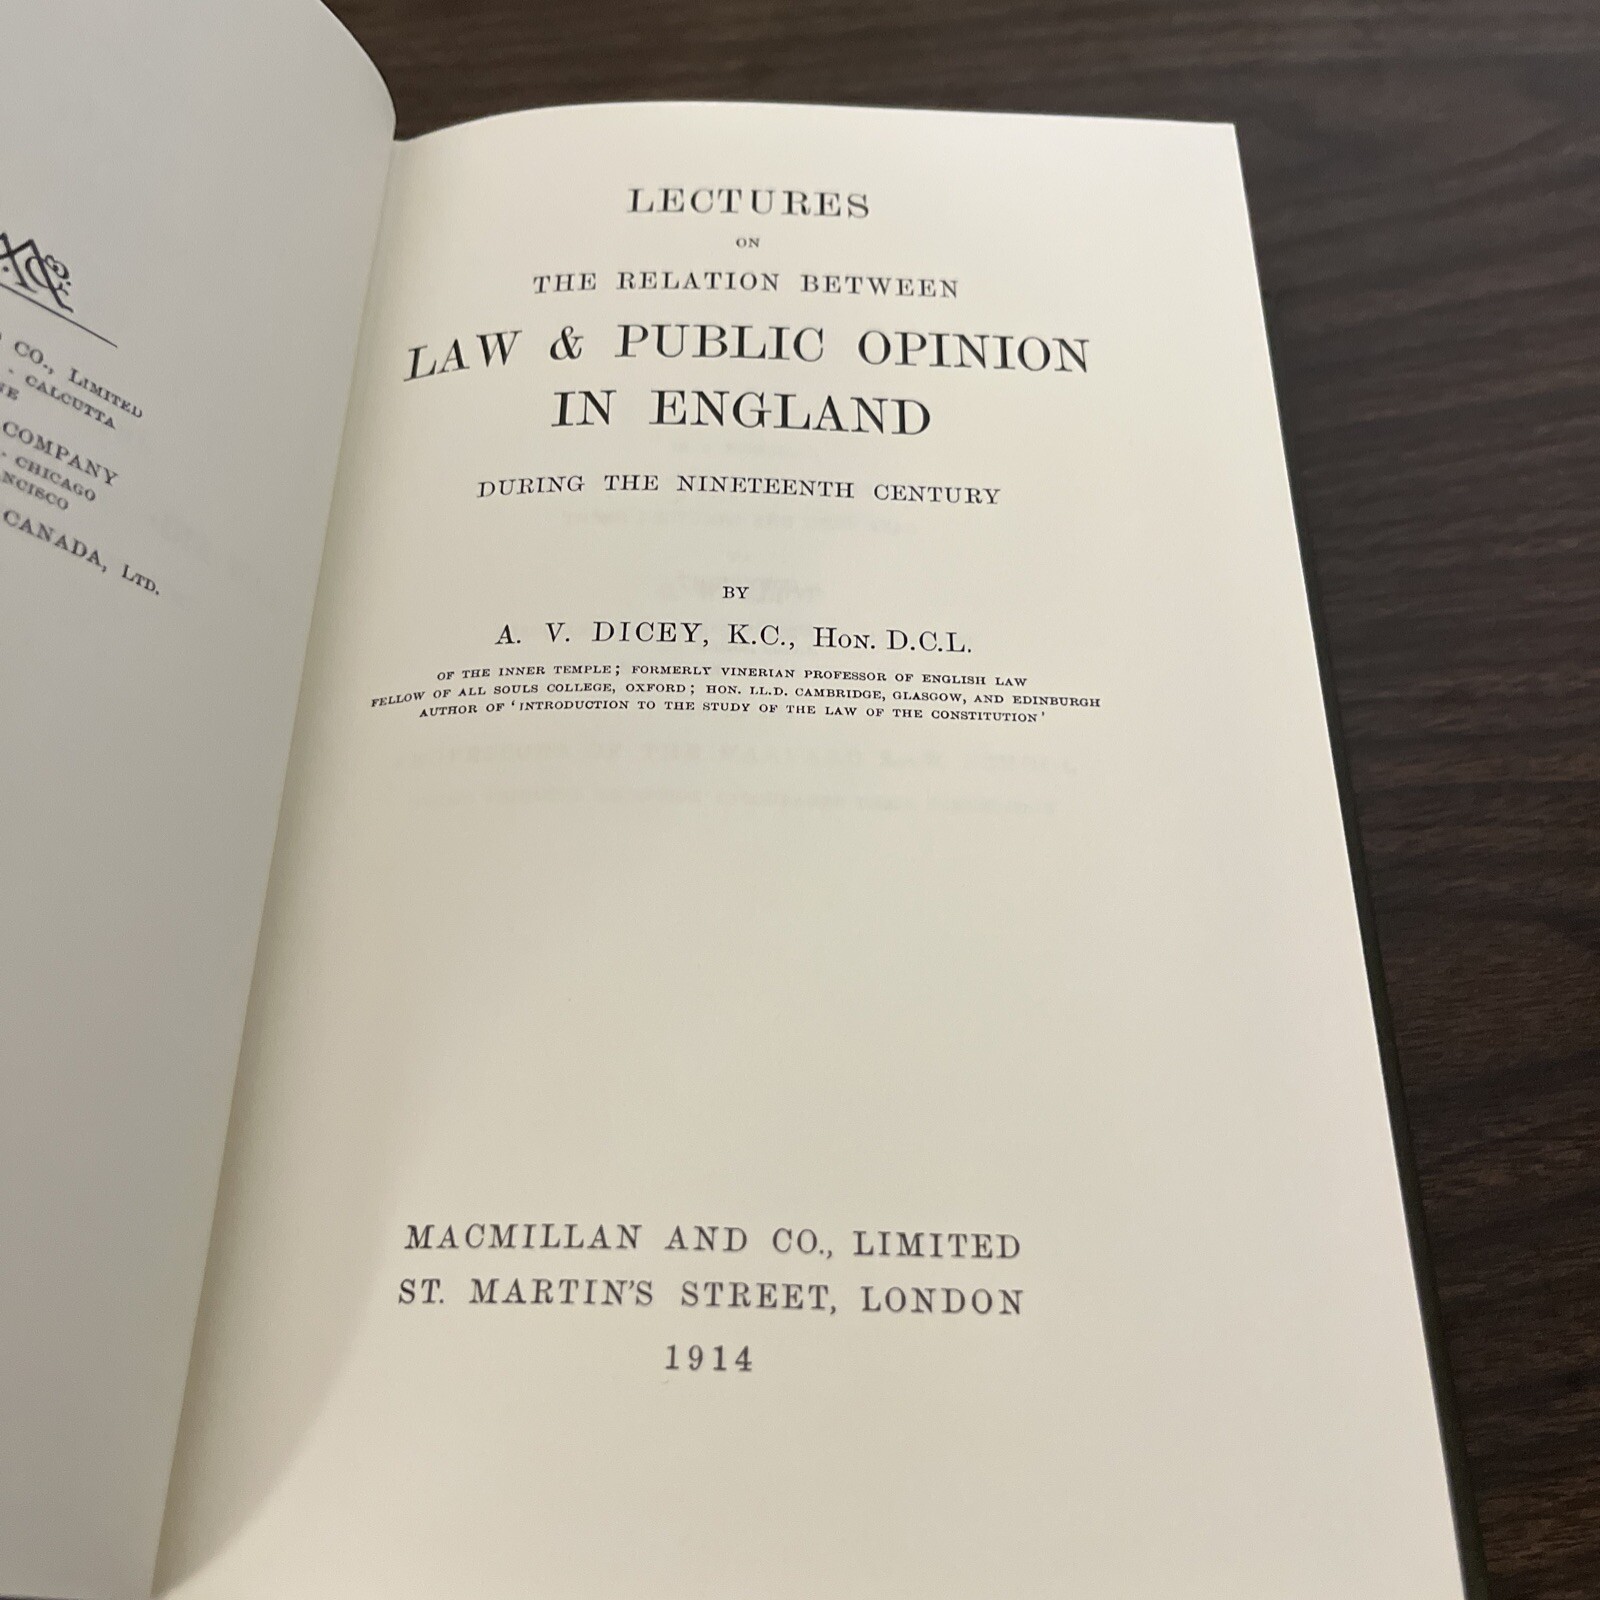 CO., LIMITED
- CALCUTTA
COMPANY
- CHICAGO
CANADA, LTD.
LECTURES
ON
THE RELATION BETWEEN
LAW & PUBLIC OPINION
IN ENGLAND
DURING THE NINETEENTH CENTURY
BY
A. V. DICEY, K.C., HON. D.C.L.
OF THE INNER TEMPLE; FORMERLY VINERIAN PROFESSOR OF ENGLISH LAW
FELLOW OF ALL SOULS COLLEGE, OXFORD; HON. LL.D. CAMBRIDGE, GLASGOW, AND EDINBURGH
AUTHOR OF 'INTRODUCTION TO THE STUDY OF THE LAW OF THE CONSTITUTION'
MACMILLAN AND CO., LIMITED
ST. MARTIN'S STREET, LONDON
1914